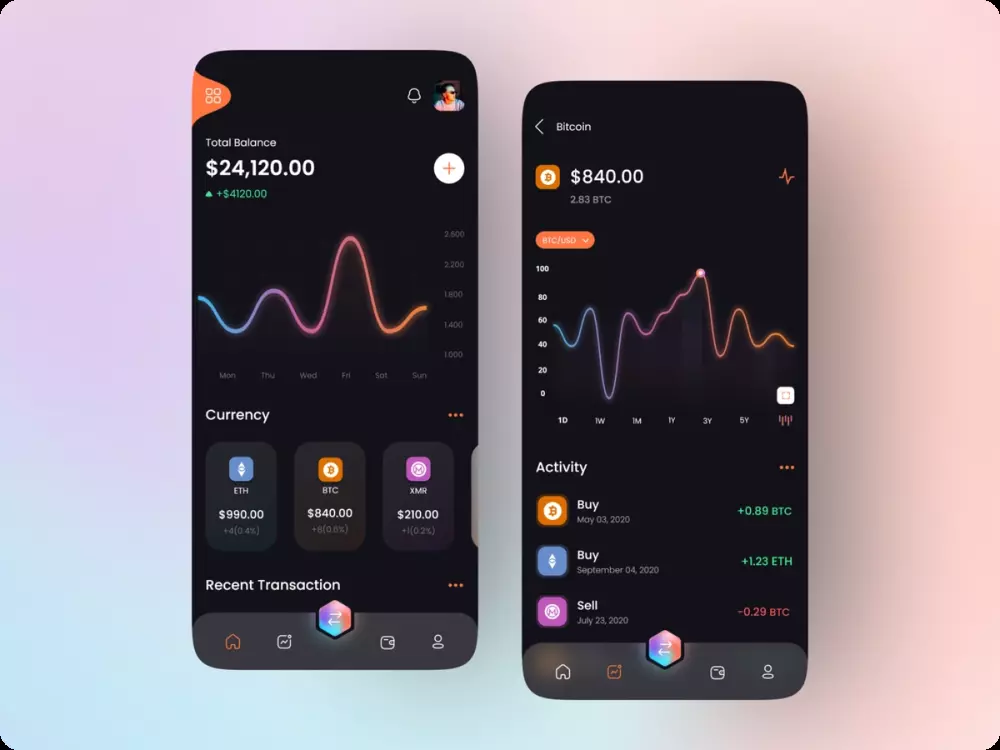 Total Balance
$24,120.00
+$4120.00
2.600
2.200
1.800
1.400
1.000
Mon Thu Wed Fri Sat Sun
Currency
ETH
$990.00
+4(0.4%)
BTC
$840.00
+8(0.6%)
XMR
$210.00
+1(0.2%)
Recent Transaction
Bitcoin
$840.00
2.83 BTC
BTC/USD
100
80
60
40
20
0
1D 1W 1M 1Y 3Y 5Y
Activity
Buy
May 03, 2020
+0.89 BTC
Buy
September 04, 2020
+1.23 ETH
Sell
July 23, 2020
-0.29 BTC